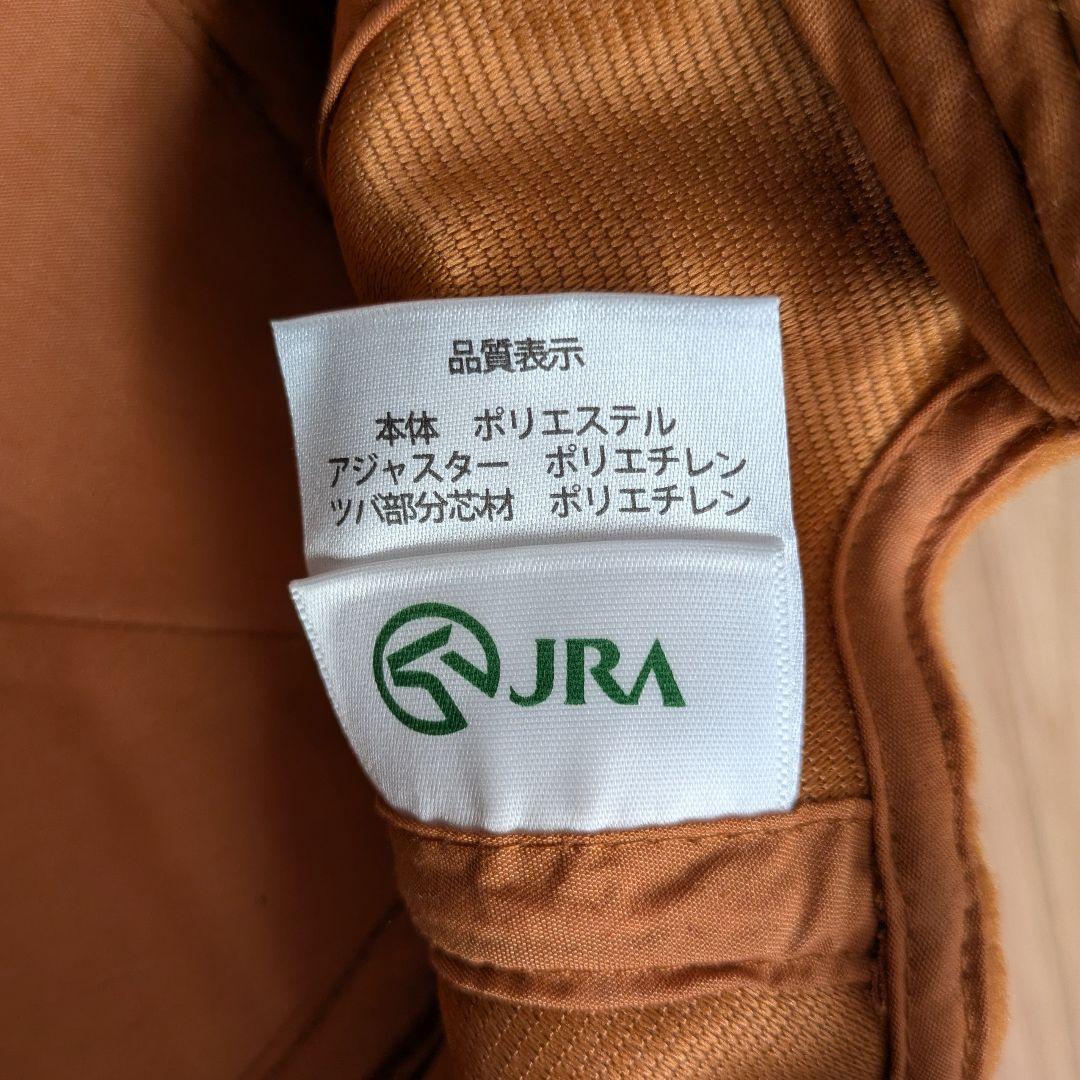 品質表示
本体　ポリエステル
アジャスター　ポリエチレン
ツバ部分芯材　ポリエチレン
JRA